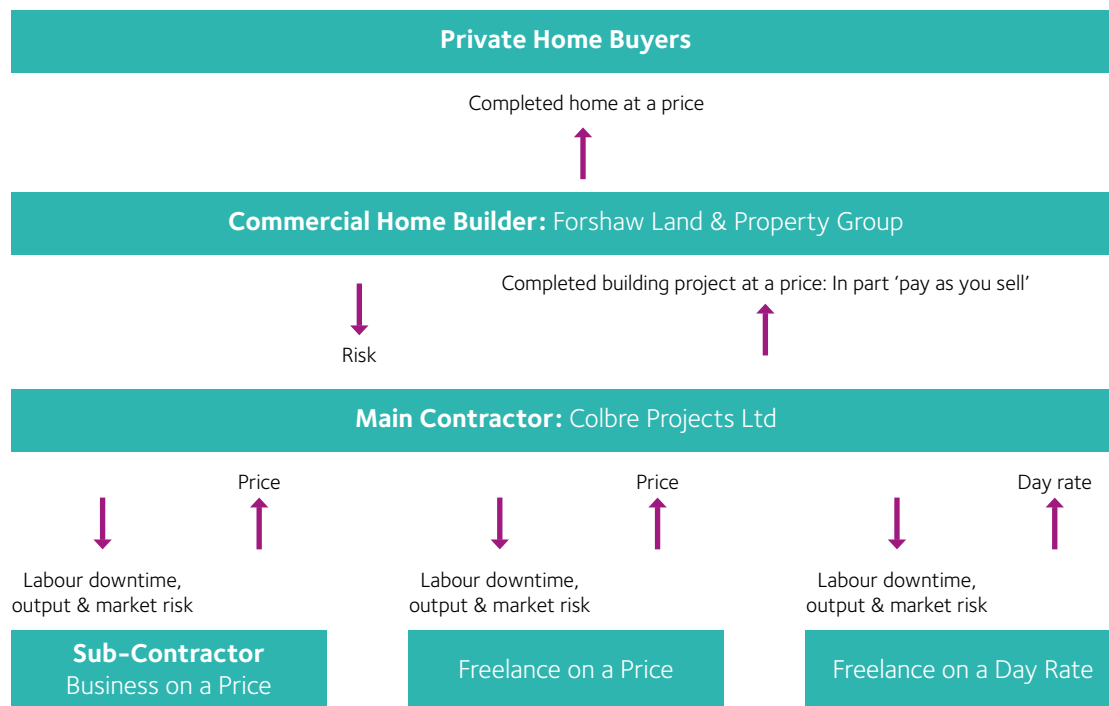 Private Home Buyers
Completed home at a price
Commercial Home Builder: Forshaw Land & Property Group
Completed building project at a price: In part ‘pay as you sell’
Risk
Main Contractor: Colbre Projects Ltd
Price
Price
Day rate
Labour downtime,
output & market risk
Labour downtime,
output & market risk
Labour downtime,
output & market risk
Sub-Contractor
Business on a Price
Freelance on a Price
Freelance on a Day Rate